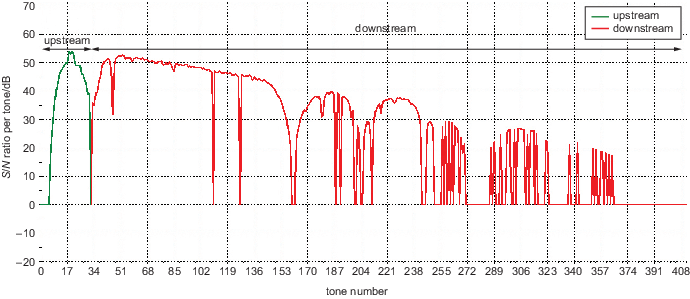 70
60
50
40
30
20
10
0
−10
−20
S/N ratio per tone/dB
upstream
downstream
upstream
downstream
0 17 34 51 68 85 102 119 136 153 170 187 204 221 238 255 272 289 306 323 340 357 374 391 408
tone number